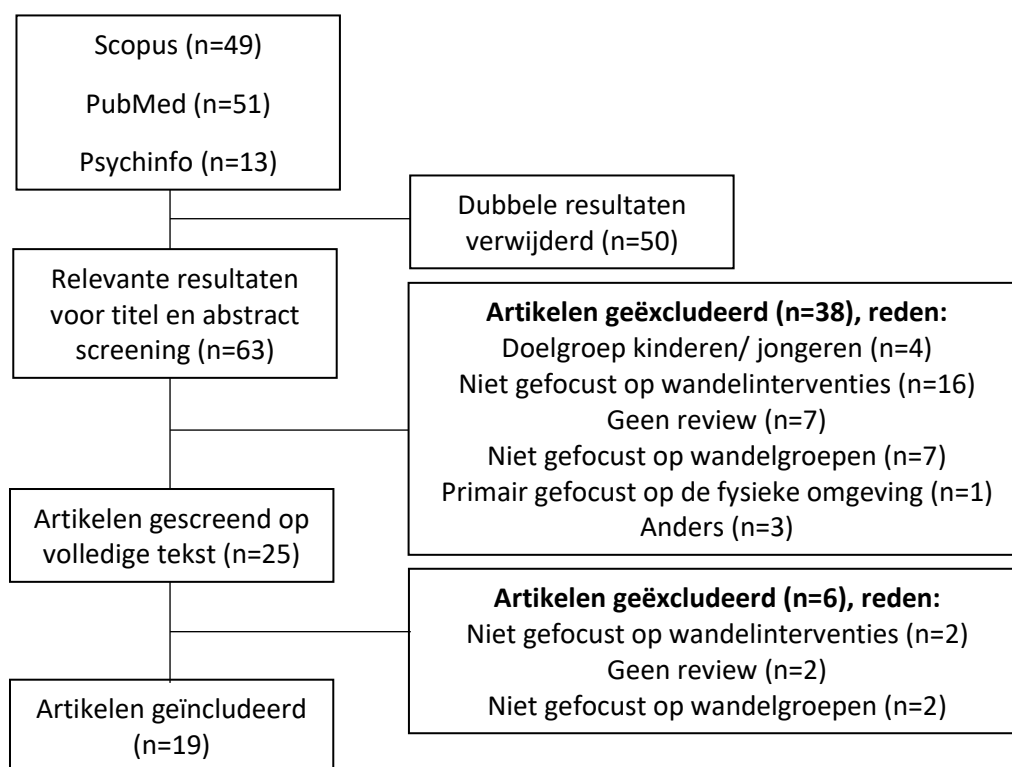 Scopus (n=49)
PubMed (n=51)
Psychinfo (n=13)
Dubbele resultaten
verwijderd (n=50)
Relevante resultaten
voor titel en abstract
screening (n=63)
Artikelen geëxcludeerd (n=38), reden:
Doelgroep kinderen/ jongeren (n=4)
Niet gefocust op wandelinterventies (n=16)
Geen review (n=7)
Niet gefocust op wandelgroepen (n=7)
Primair gefocust op de fysieke omgeving (n=1)
Anders (n=3)
Artikelen gescreend op
volledige tekst (n=25)
Artikelen geëxcludeerd (n=6), reden:
Niet gefocust op wandelinterventies (n=2)
Geen review (n=2)
Niet gefocust op wandelgroepen (n=2)
Artikelen geïncludeerd
(n=19)